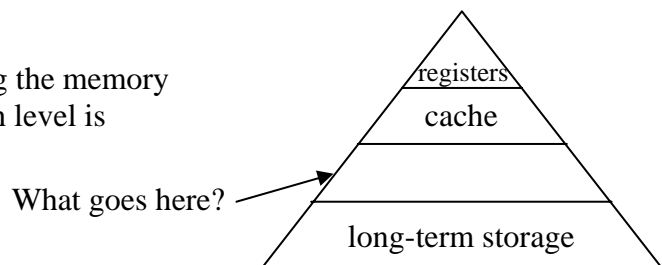 g the memory
n level is
What goes here?
registers
cache
long-term storage